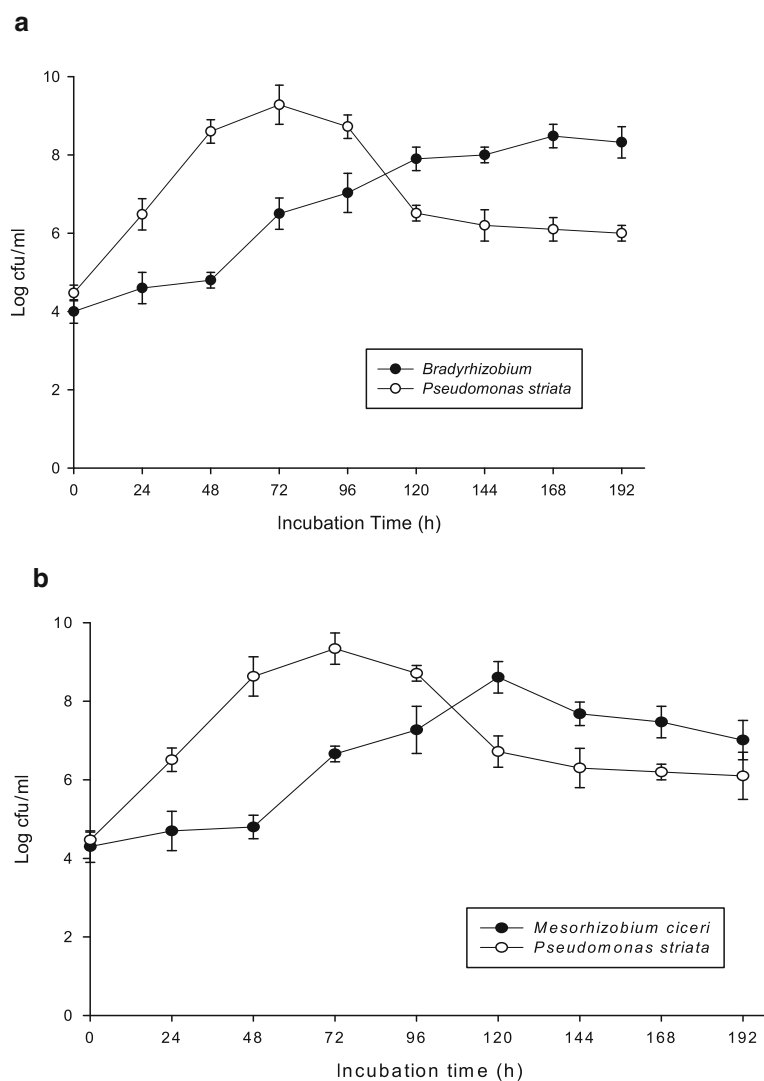 a
10
8
6
4
2
0
Log cfu/ml
Bradyrhizobium
Pseudomonas striata
0 24 48 72 96 120 144 168 192
Incubation Time (h)
b
10
8
6
4
2
0
Log cfu/ml
Mesorhizobium ciceri
Pseudomonas striata
0 24 48 72 96 120 144 168 192
Incubation time (h)